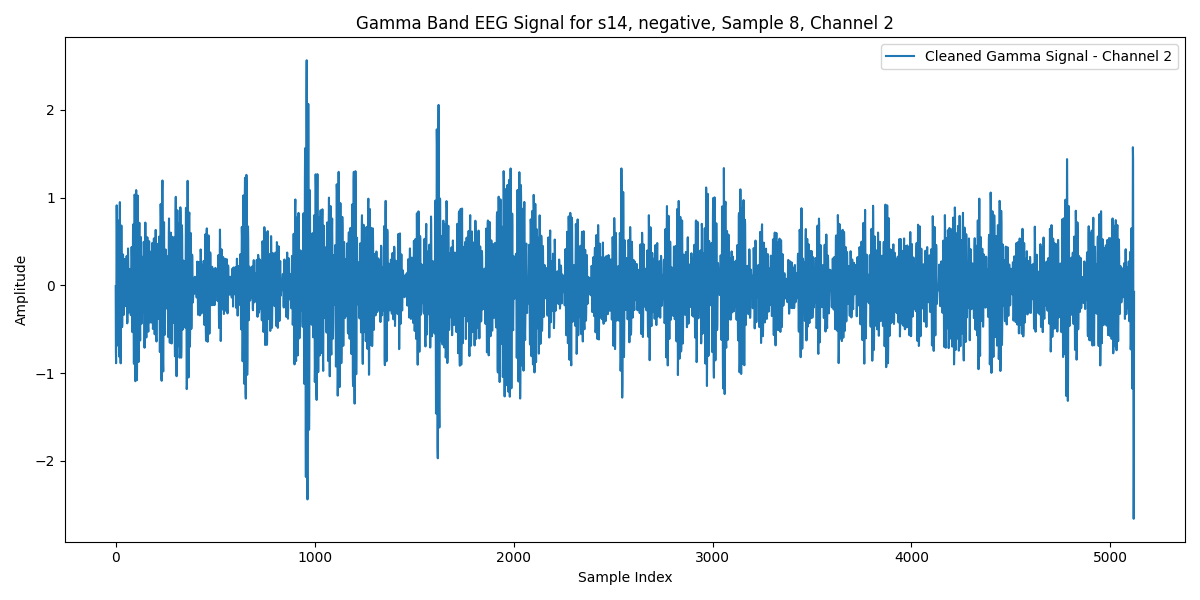 Gamma Band EEG Signal for s14, negative, Sample 8, Channel 2
Cleaned Gamma Signal - Channel 2
2
1
0
−1
−2
Amplitude
0 1000 2000 3000 4000 5000
Sample Index